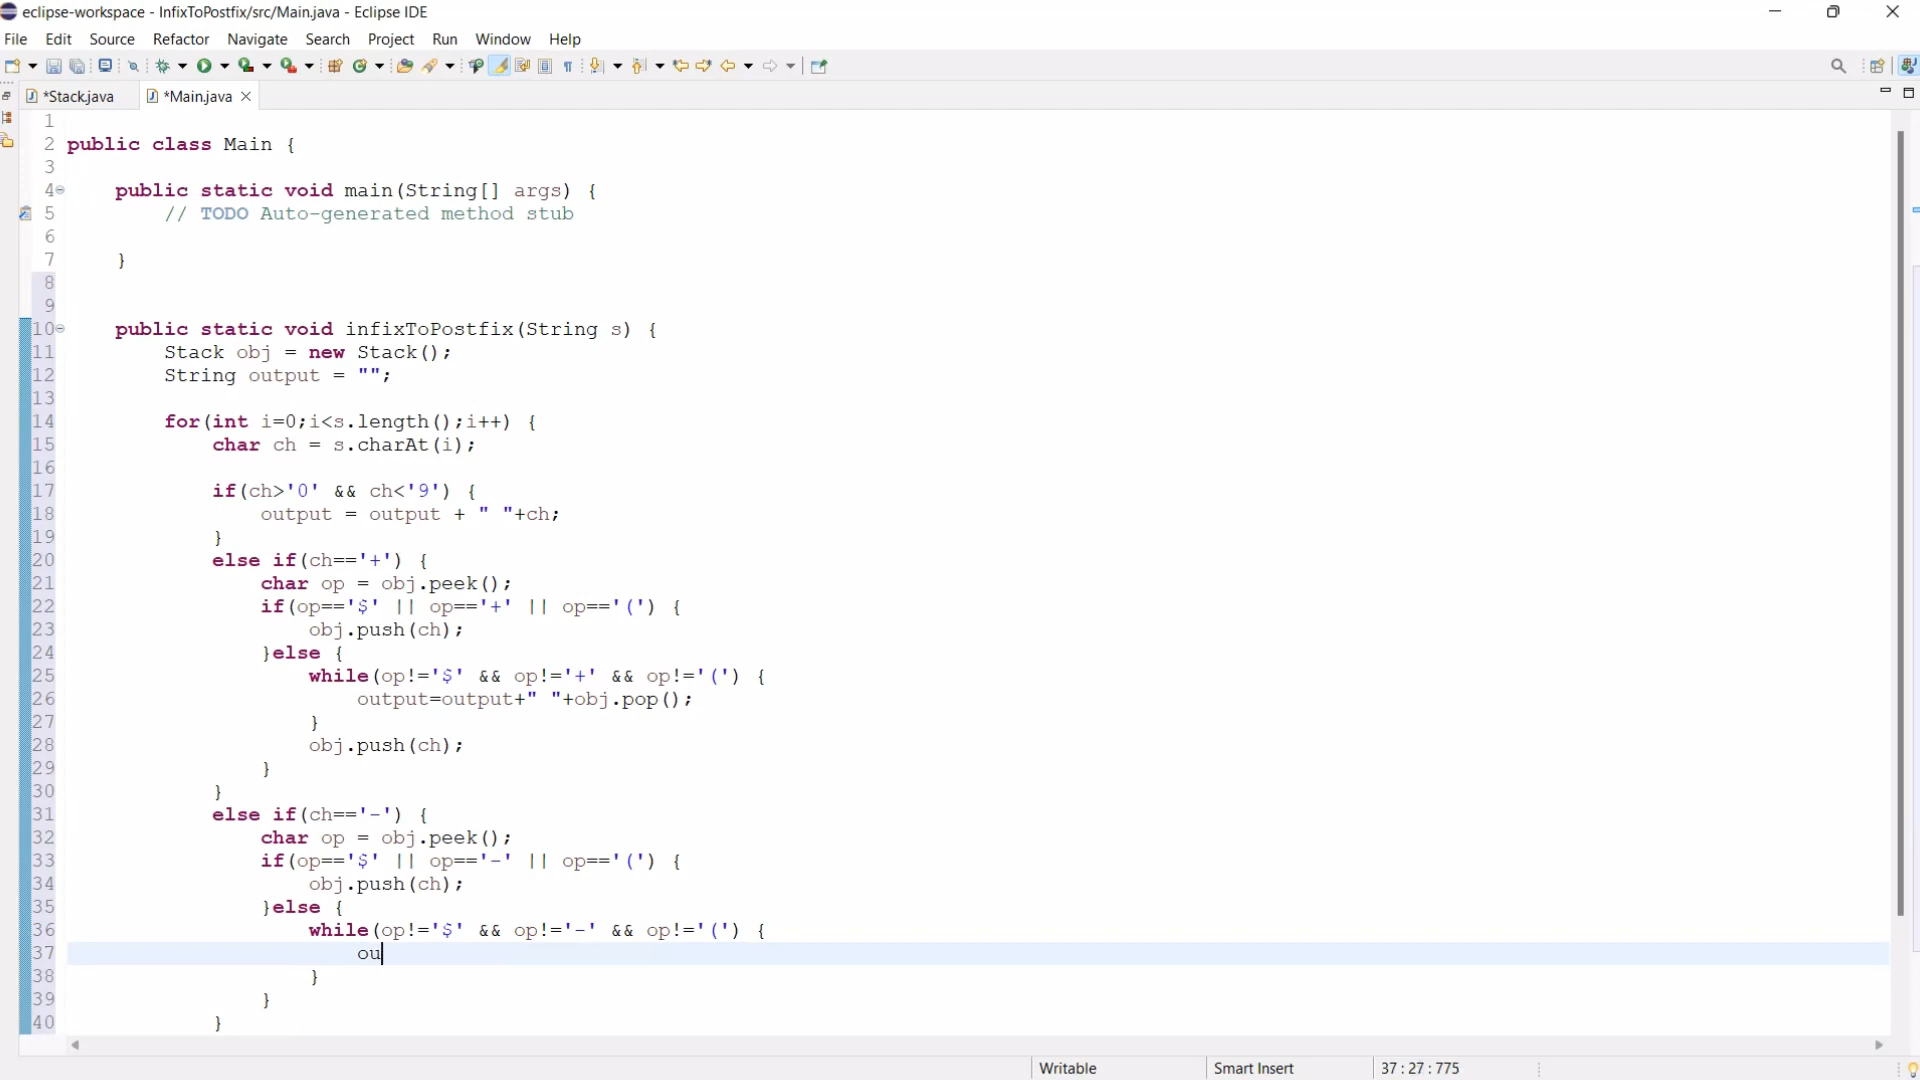 eclipse-workspace - InfixToPostfix/src/Main.java - Eclipse IDE
File Edit Source Refactor Navigate Search Project Run Window Help
*Stack.java *Main.java
1
2 public class Main {
3
4 public static void main(String[] args) {
5 // TODO Auto-generated method stub
6
7 }
8
9
10 public static void infixToPostfix(String s) {
11 Stack obj = new Stack();
12 String output = "";
13
14 for(int i=0;i<s.length();i++) {
15 char ch = s.charAt(i);
16
17 if(ch>'0' && ch<'9') {
18 output = output + " "+ch;
19 }
20 else if(ch=='+') {
21 char op = obj.peek();
22 if(op=='$' || op=='+' || op=='(') {
23 obj.push(ch);
24 }else {
25 while(op!='$' && op!='+' && op!='(') {
26 output=output+" "+obj.pop();
27 }
28 obj.push(ch);
29 }
30 }
31 else if(ch=='-') {
32 char op = obj.peek();
33 if(op=='$' || op=='-' || op=='(') {
34 obj.push(ch);
35 }else {
36 while(op!='$' && op!='-' && op!='(') {
37 ou
38 }
39 }
40 }
Writable Smart Insert 37 : 27 : 775